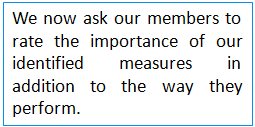 We now ask our members to
rate the importance of our
identified measures in
addition to the way they
perform.